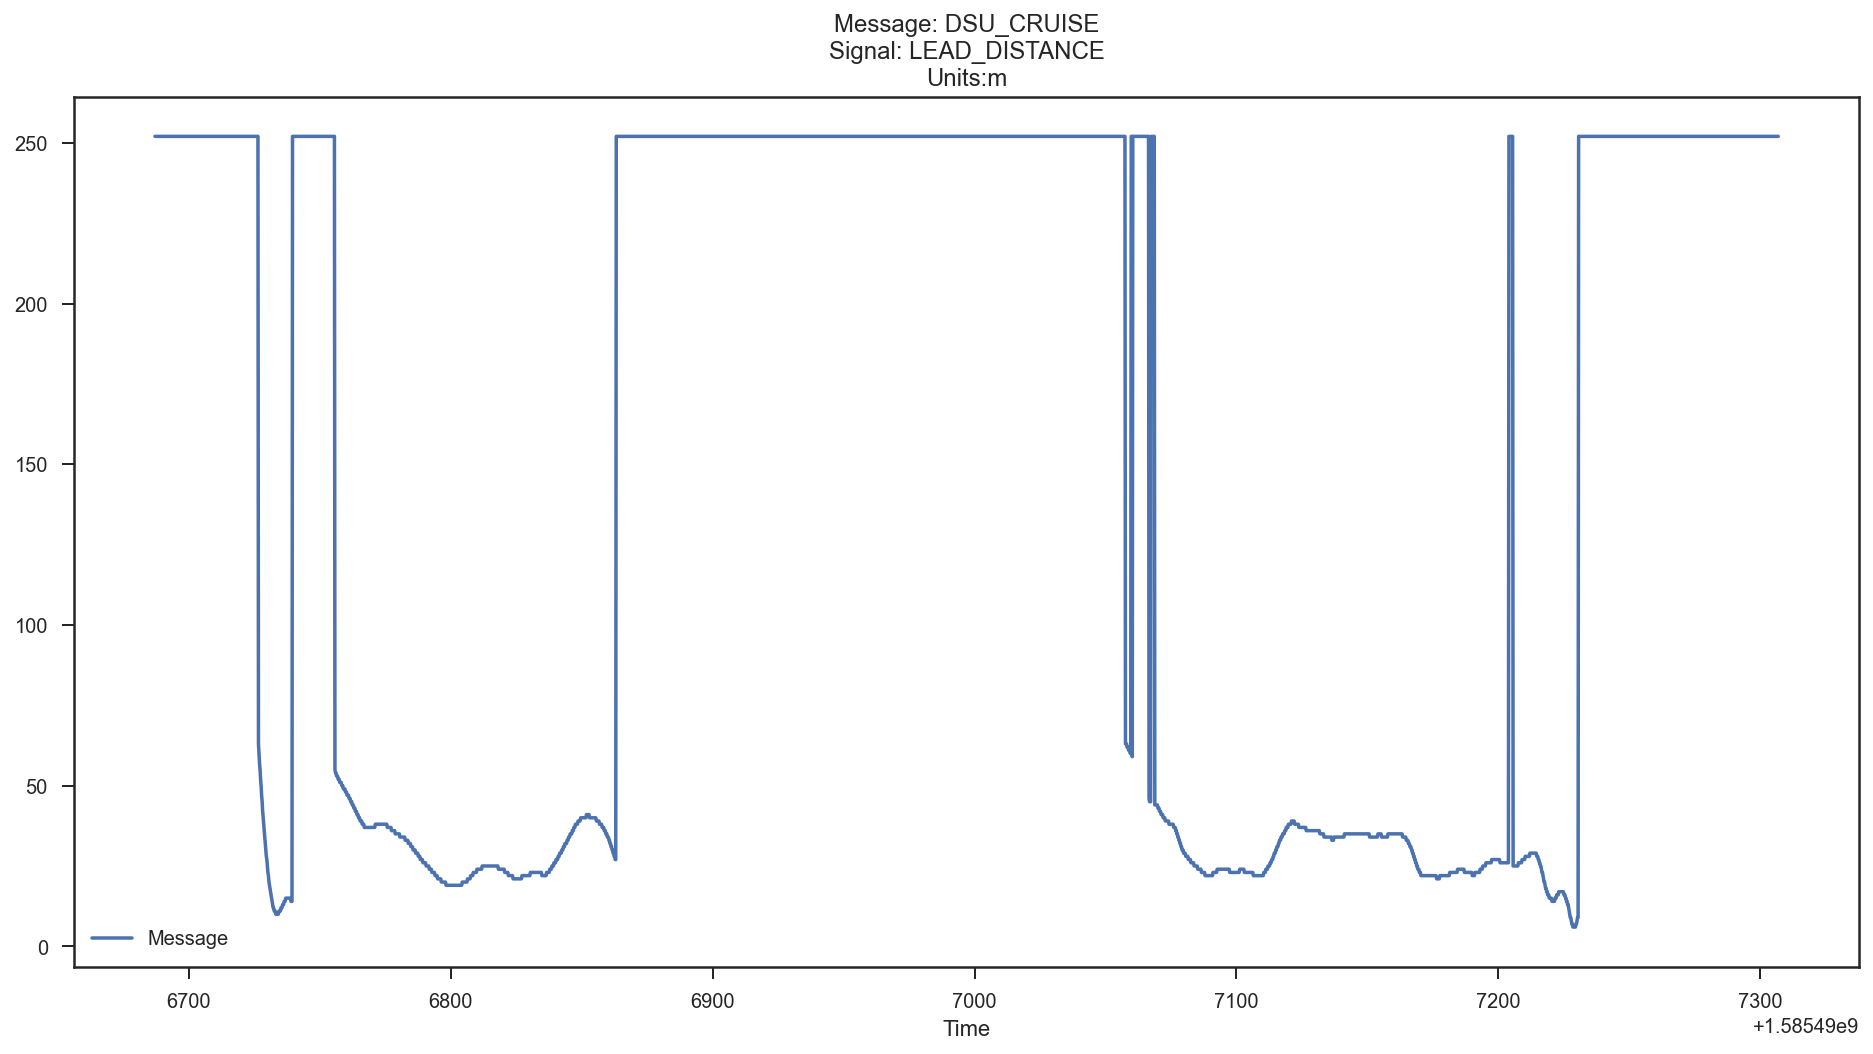 Message: DSU_CRUISE
Signal: LEAD_DISTANCE
Units:m
250
200
150
100
50
0
Message
6700 6800 6900 7000 7100 7200 7300
Time
+1.58549e9